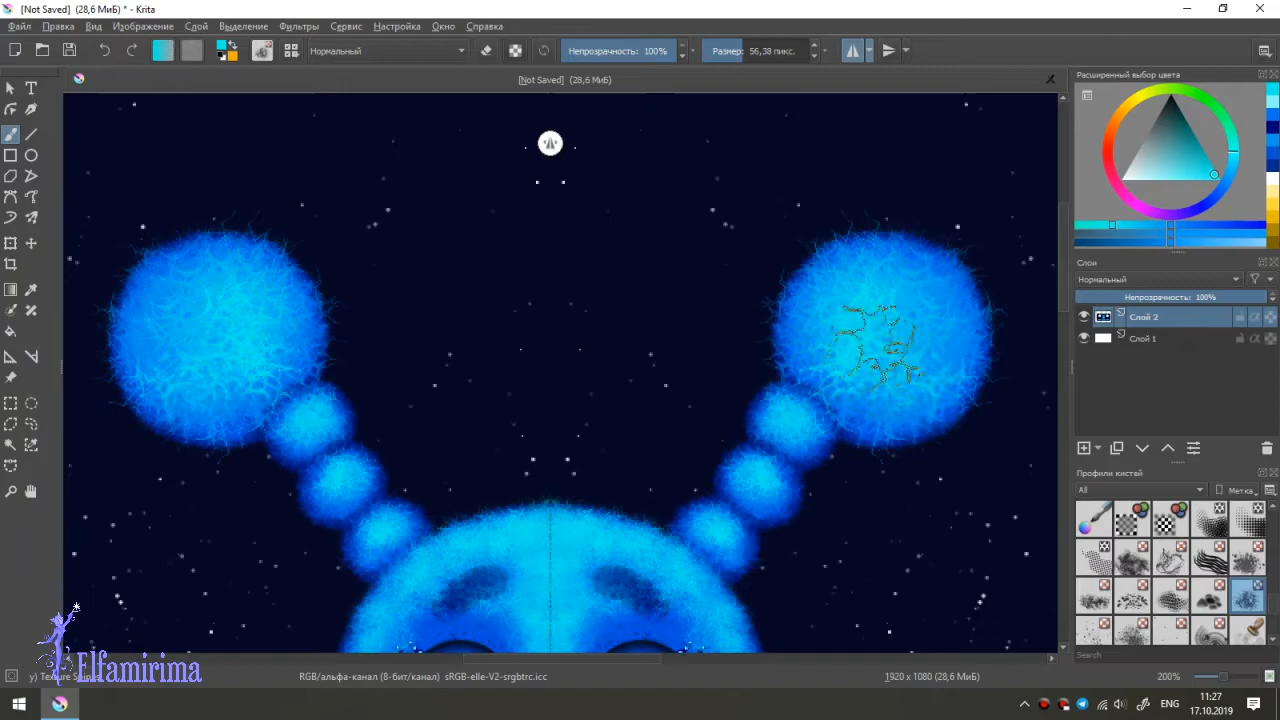 [Not Saved] (28,6 МиБ) * - Krita
Файл Правка Вид Изображение Слой Выделение Фильтры Сервис Настройка Окно Справка
Нормальный Непрозрачность: 100% Размер: 56,38 пикс.
[Not Saved] (28,6 МиБ)
Расширенный выбор цвета
Слои
Нормальный
Непрозрачность: 100%
Слой 2
Слой 1
Профили кистей
All Метка
Search
Elfamirima
y) Texture
RGB/альфа-канал (8-бит/канал) sRGB-elle-V2-srgbtrc.icc
1920 x 1080 (28,6 МиБ)
200%
ENG
11:27
17.10.2019